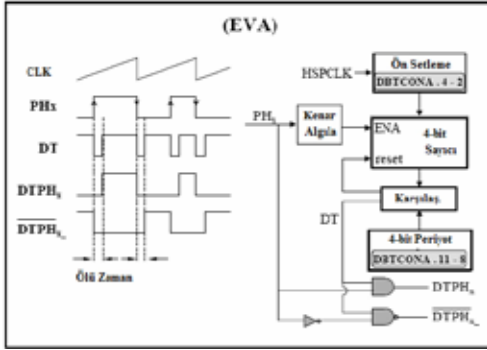 (EVA)
CLK
PHx
DT
DTPHx
DTPHx_
Ölü Zaman
HSPCLK
Ön Setleme
DBTCONA . 4 - 2
PHx
Kenar
Algıla
ENA
reset
4-bit
Sayıcı
Karşılaş.
DT
4-bit Periyot
DBTCONA . 11 - 8
DTPHx
DTPHx_